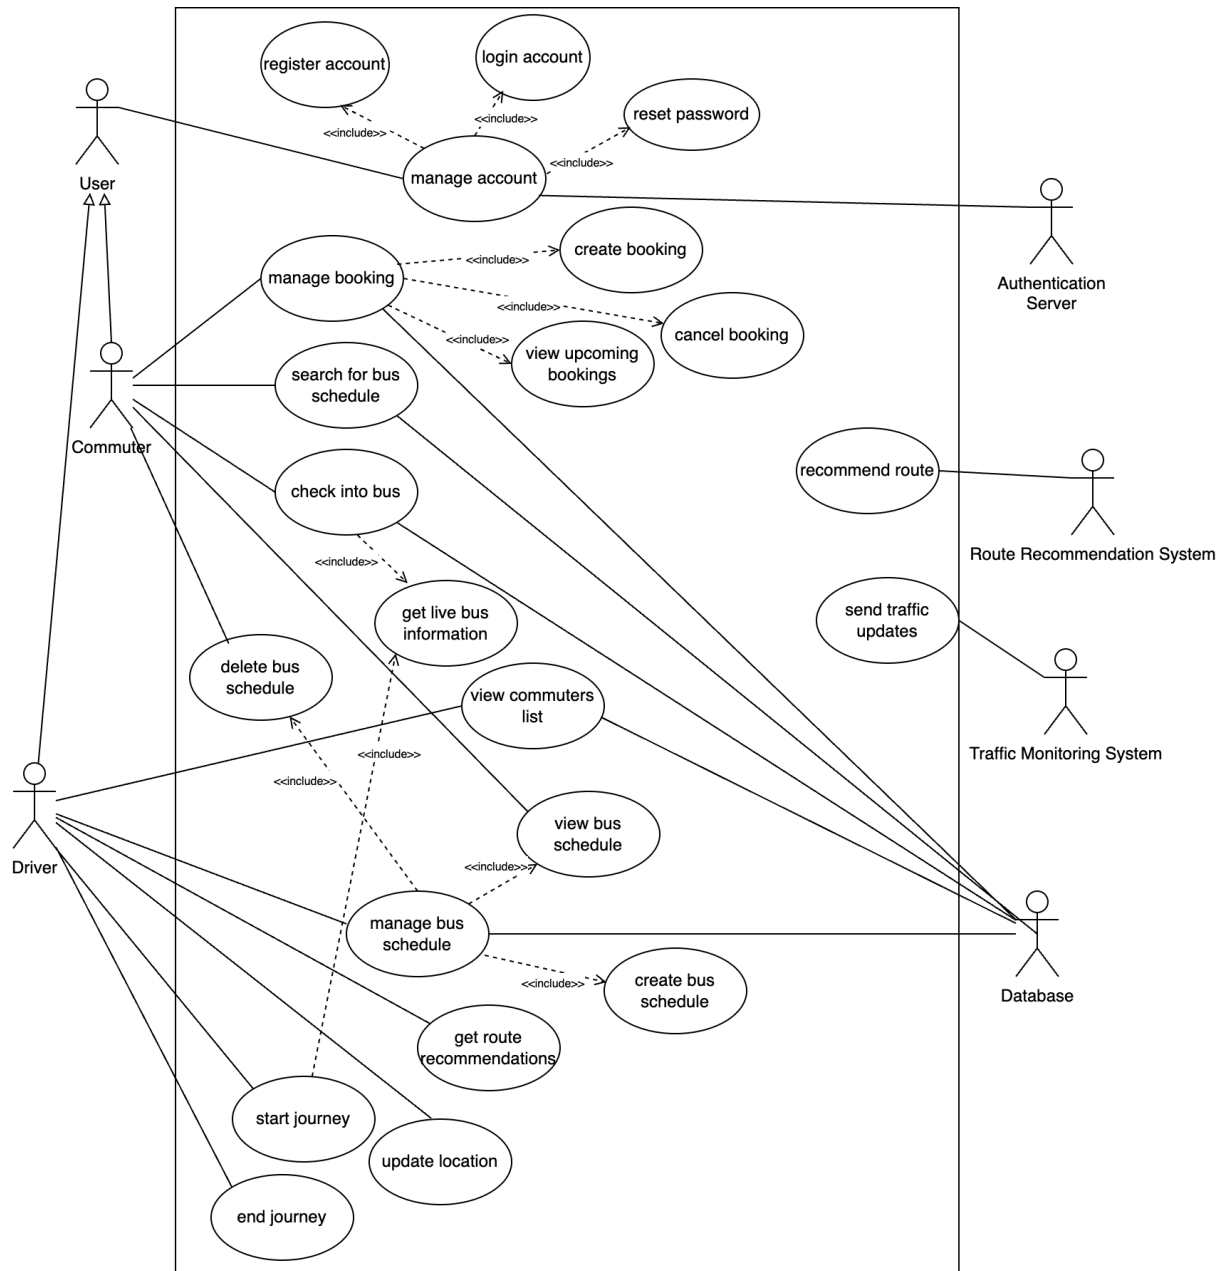 register account
login account
reset password
<<include>>
<<include>>
<<include>>
manage account
User
Authentication
Server
create booking
<<include>>
manage booking
<<include>>
cancel booking
<<include>>
view upcoming
bookings
search for bus
schedule
Commuter
recommend route
check into bus
Route Recommendation System
<<include>>
get live bus
information
send traffic
updates
delete bus
schedule
view commuters
list
<<include>>
Traffic Monitoring System
<<include>>
view bus
schedule
Driver
<<include>>
manage bus
schedule
create bus
schedule
<<include>>
Database
get route
recommendations
start journey
update location
end journey